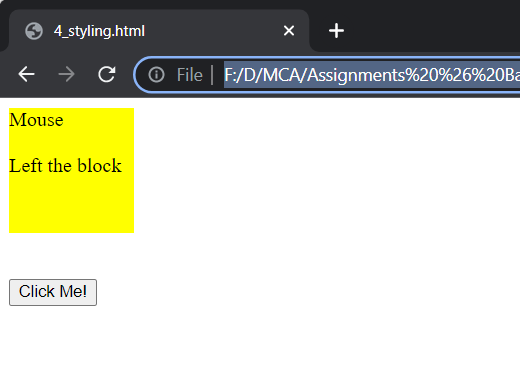 4_styling.html
File
F:/D/MCA/Assignments%20%26%20Ba
Mouse
Left the block
Click Me!